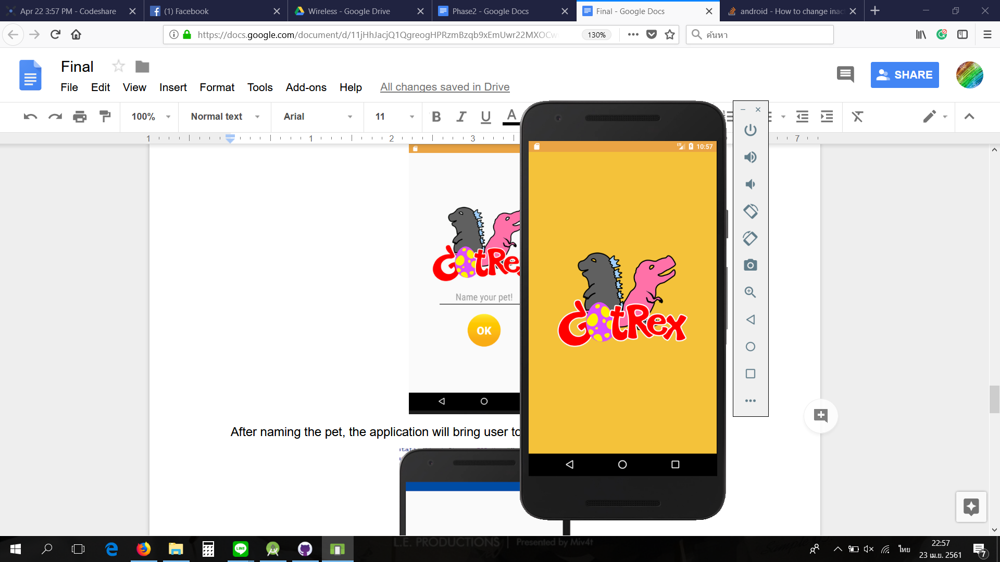 Apr 22 3:57 PM - Codeshare
(1) Facebook
Wireless - Google Drive
Phase2 - Google Docs
Final - Google Docs
android - How to change inac
https://docs.google.com/document/d/11jHhJacjQ1QgreogHPRzmBzqb9xEmUwr22MXOCw
130%
ค้นหา
Final
SHARE
File Edit View Insert Format Tools Add-ons Help All changes saved in Drive
100% Normal text Arial 11 B I U A
1 1 2 3 7
LTE 10:57
GotRex
GotRex
Name your pet!
OK
After naming the pet, the application will bring user to
L.E. PRODUCTIONS | Presented by Miv4t
LINE
ไทย
22:57
23 เม.ย. 2561
7